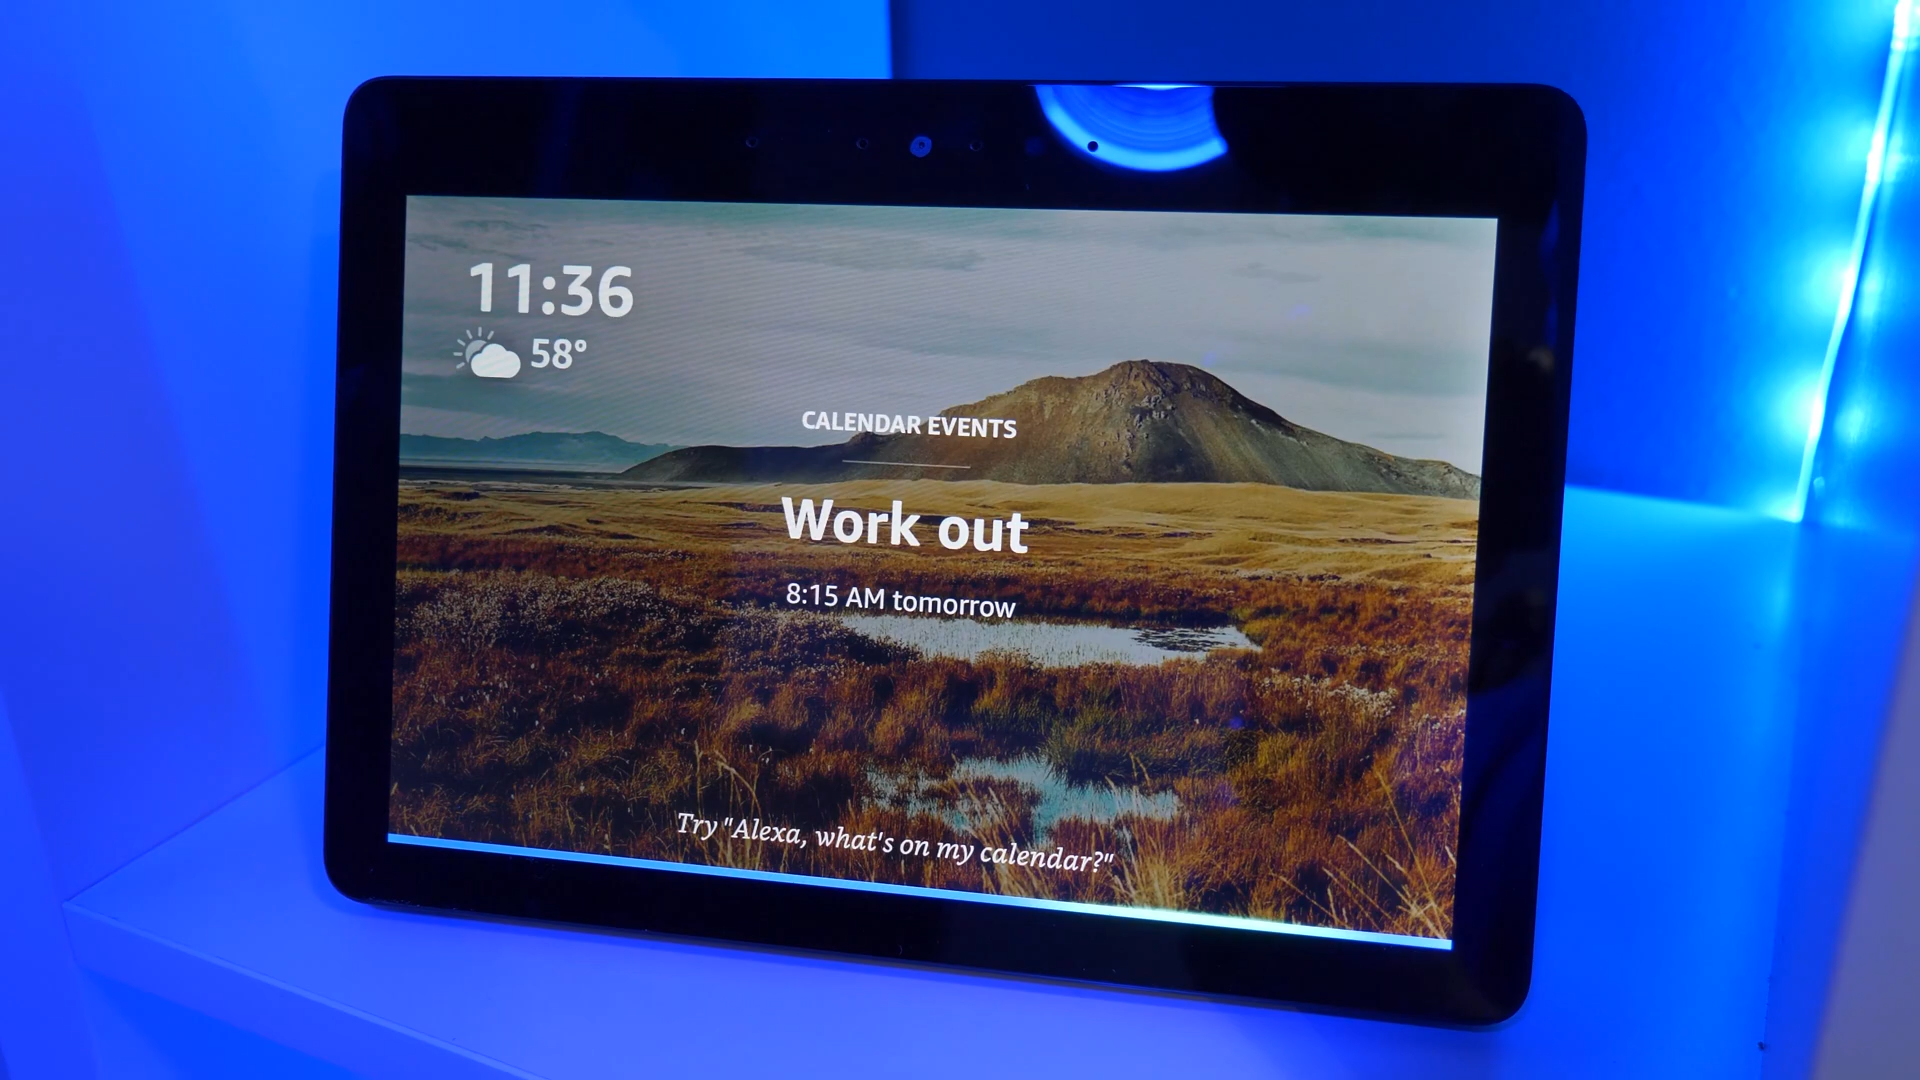 11:36
58°
CALENDAR EVENTS
Work out
8:15 AM tomorrow
Try "Alexa, what's on my calendar?"